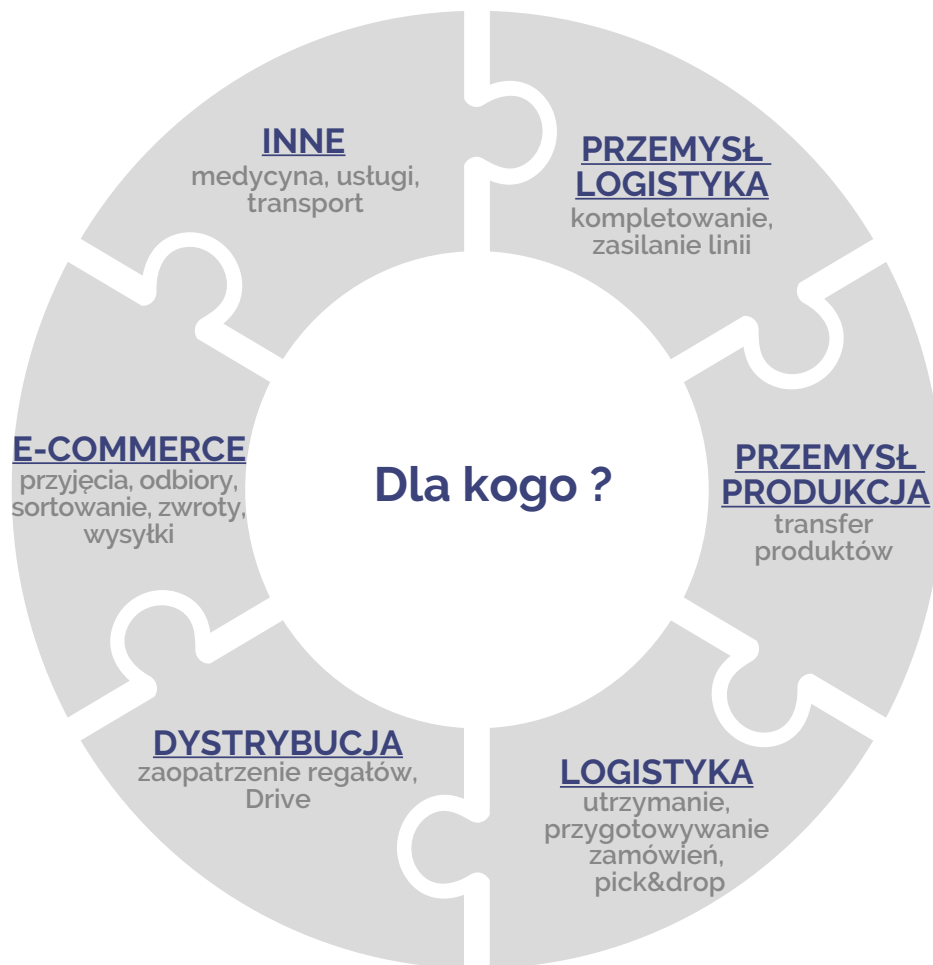 INNE
medycyna, usługi,
transport
PRZEMYSŁ
LOGISTYKA
kompletowanie,
zasilanie linii
E-COMMERCE
przyjęcia, odbiory,
sortowanie, zwroty,
wysyłki
Dla kogo ?
PRZEMYSŁ
PRODUKCJA
transfer
produktów
DYSTRYBUCJA
zaopatrzenie regałów,
Drive
LOGISTYKA
utrzymanie,
przygotowywanie
zamówień,
pick&drop